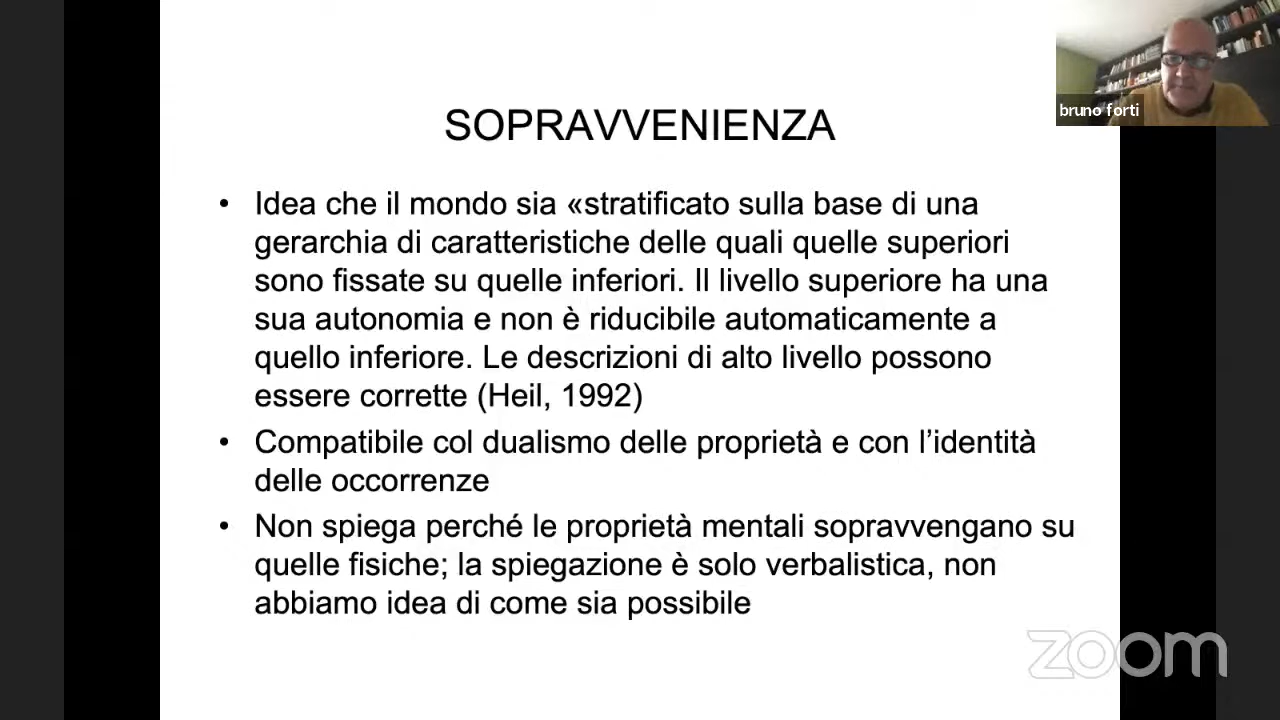 bruno forti
SOPRAVVENIENZA
• Idea che il mondo sia «stratificato sulla base di una
gerarchia di caratteristiche delle quali quelle superiori
sono fissate su quelle inferiori. Il livello superiore ha una
sua autonomia e non è riducibile automaticamente a
quello inferiore. Le descrizioni di alto livello possono
essere corrette (Heil, 1992)
• Compatibile col dualismo delle proprietà e con l’identità
delle occorrenze
• Non spiega perché le proprietà mentali sopravvengano su
quelle fisiche; la spiegazione è solo verbalistica, non
abbiamo idea di come sia possibile
zoom